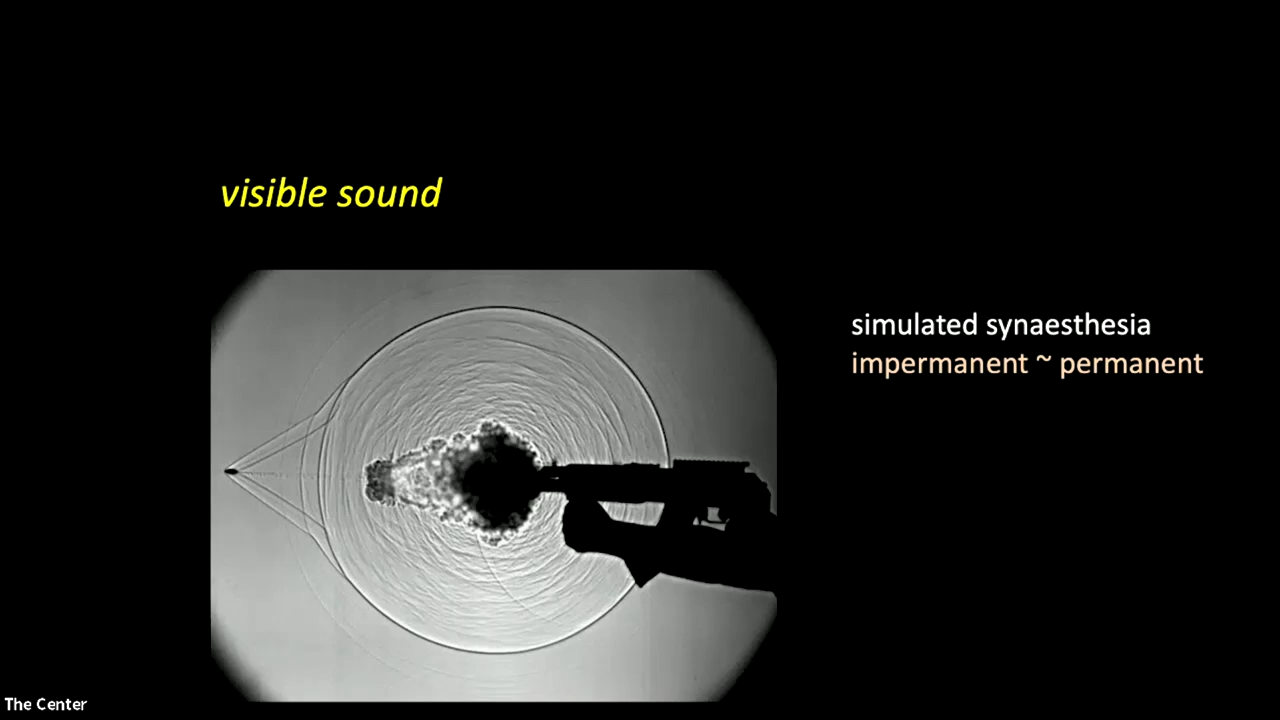 visible sound
simulated synaesthesia
impermanent ~ permanent
The Center